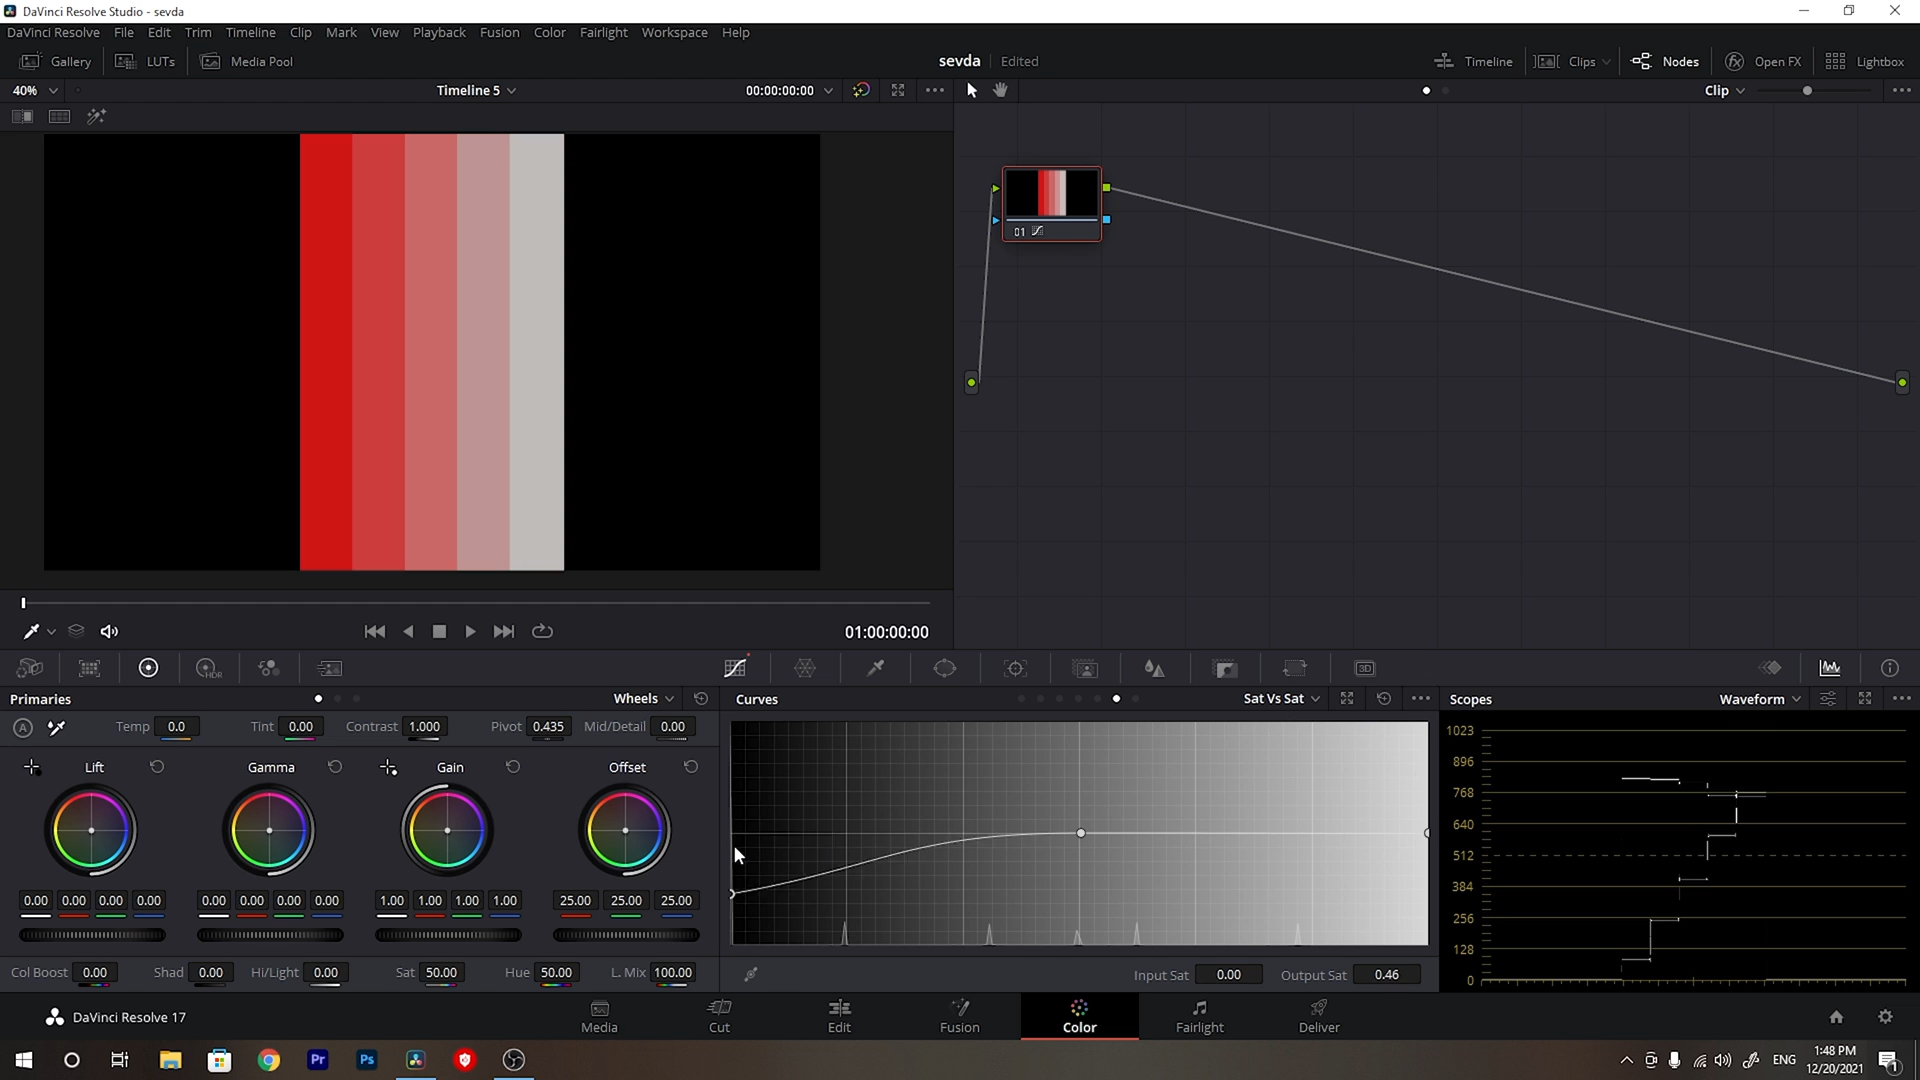 DaVinci Resolve Studio - sevda
DaVinci Resolve File Edit Trim Timeline Clip Mark View Playback Fusion Color Fairlight Workspace Help
Gallery LUTs Media Pool sevda Edited Timeline Clips Nodes Open FX Lightbox
40% Timeline 5 00:00:00:00 Clip
01
01:00:00:00
HDR 3D
Primaries Wheels Curves Sat Vs Sat Scopes Waveform
A Temp 0.0 Tint 0.00 Contrast 1.000 Pivot 0.435 Mid/Detail 0.00
Lift Gamma Gain Offset
0.00 0.00 0.00 0.00 0.00 0.00 0.00 0.00 1.00 1.00 1.00 1.00 25.00 25.00 25.00
Col Boost 0.00 Shad 0.00 Hi/Light 0.00 Sat 50.00 Hue 50.00 L. Mix 100.00
Input Sat 0.00 Output Sat 0.46
1023
896
768
640
512
384
256
128
0
DaVinci Resolve 17 Media Cut Edit Fusion Color Fairlight Deliver
Pr Ps ENG 1:48 PM
12/20/2021 1